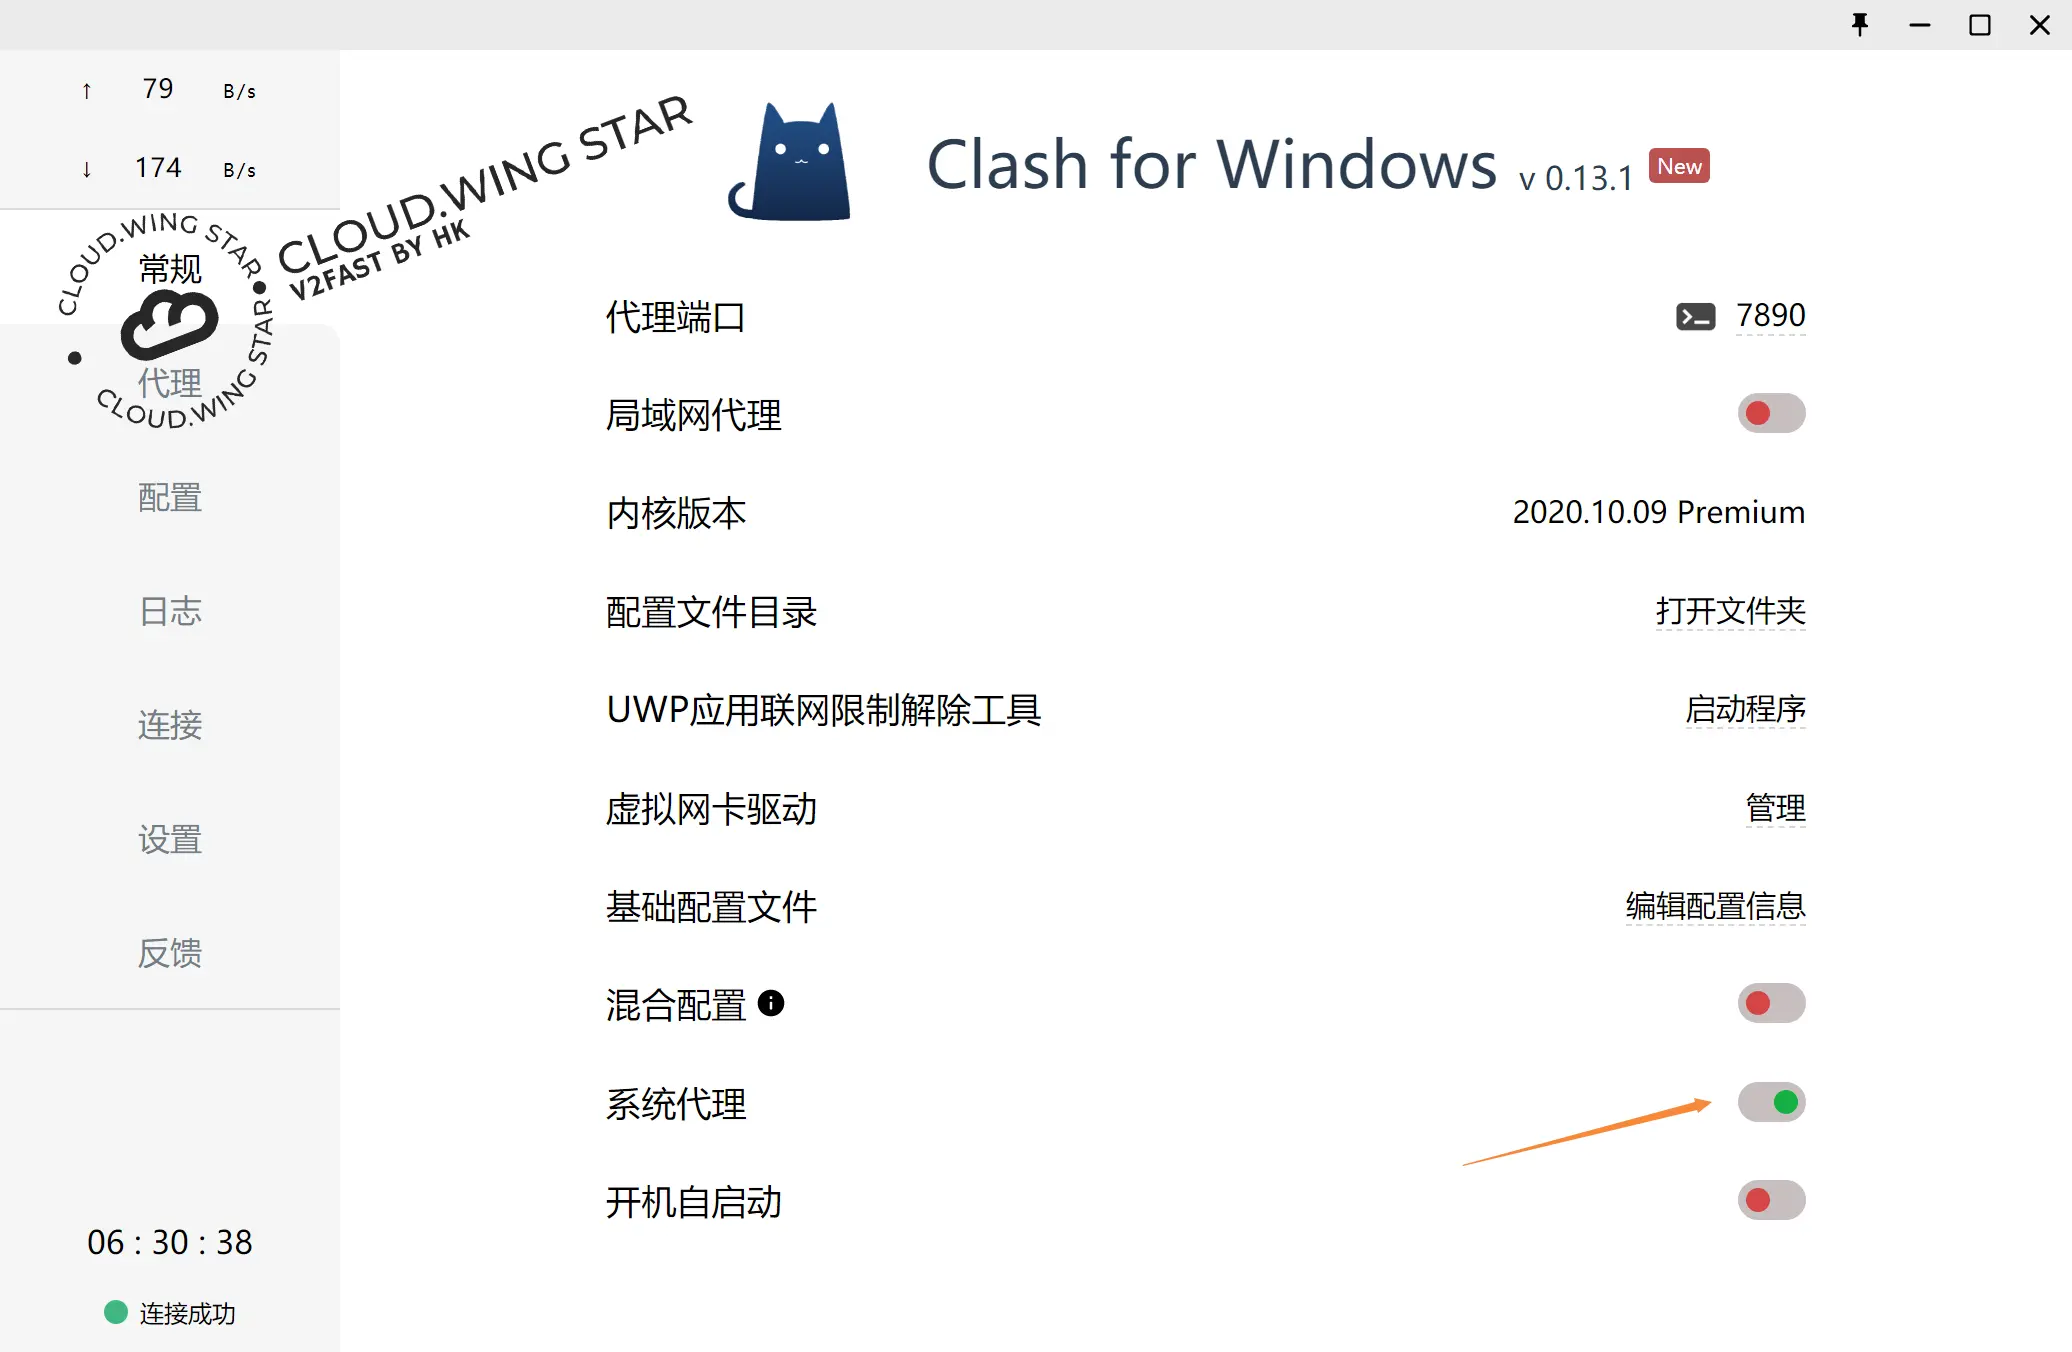 ↑ 79 B/s
↓ 174 B/s
常规
代理
配置
日志
连接
设置
反馈
06 : 30 : 38
连接成功
CLOUD.WING STAR
CLOUD.WING STAR
CLOUD.WING STAR
V2FAST BY HK
Clash for Windows v 0.13.1 New
代理端口 7890
局域网代理
内核版本 2020.10.09 Premium
配置文件目录 打开文件夹
UWP应用联网限制解除工具 启动程序
虚拟网卡驱动 管理
基础配置文件 编辑配置信息
混合配置
系统代理
开机自启动